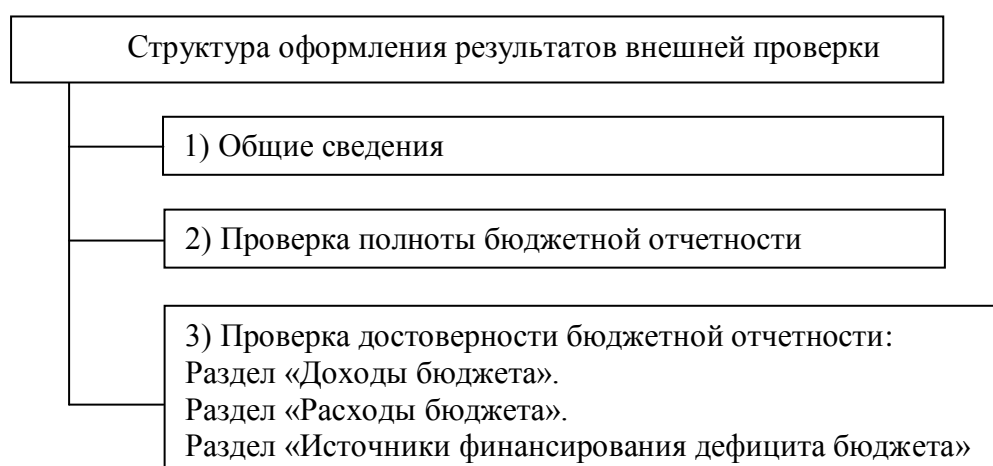 Структура оформления результатов внешней проверки
1) Общие сведения
2) Проверка полноты бюджетной отчетности
3) Проверка достоверности бюджетной отчетности:
Раздел «Доходы бюджета».
Раздел «Расходы бюджета».
Раздел «Источники финансирования дефицита бюджета»